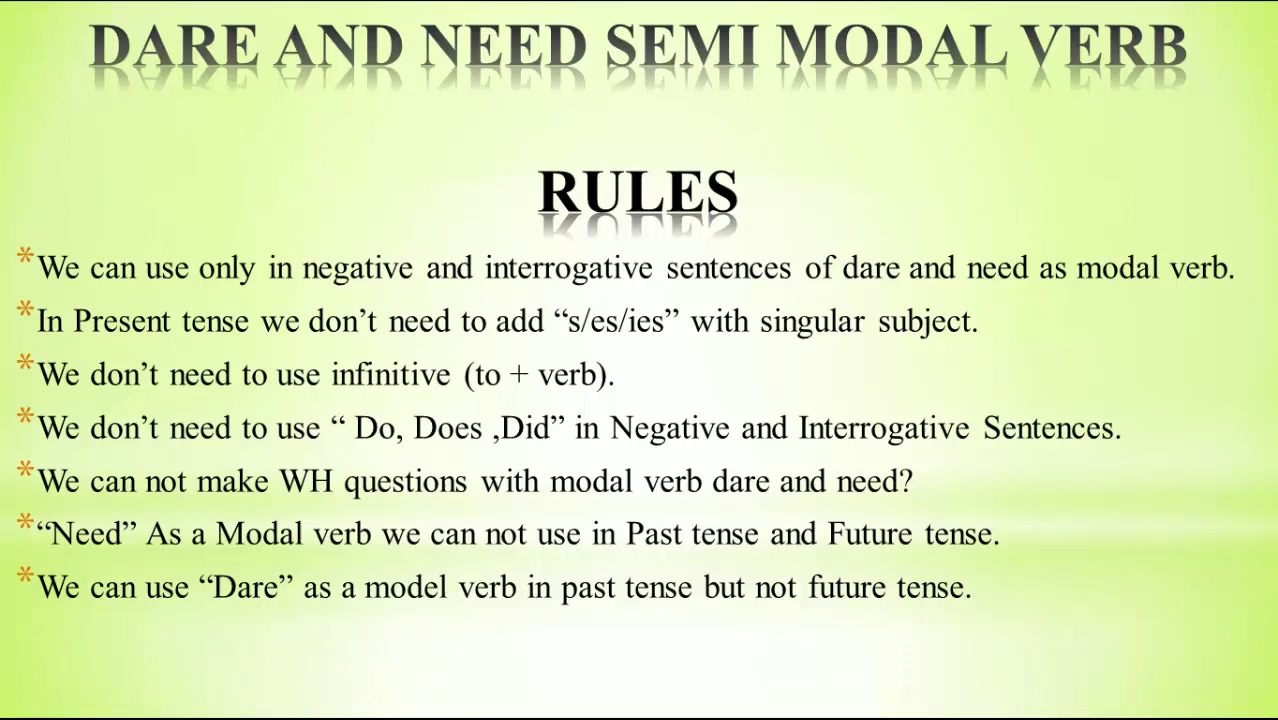 DARE AND NEED SEMI MODAL VERB
RULES
*We can use only in negative and interrogative sentences of dare and need as modal verb.
*In Present tense we don’t need to add “s/es/ies” with singular subject.
*We don’t need to use infinitive (to + verb).
*We don’t need to use “ Do, Does ,Did” in Negative and Interrogative Sentences.
*We can not make WH questions with modal verb dare and need?
*“Need” As a Modal verb we can not use in Past tense and Future tense.
*We can use “Dare” as a model verb in past tense but not future tense.